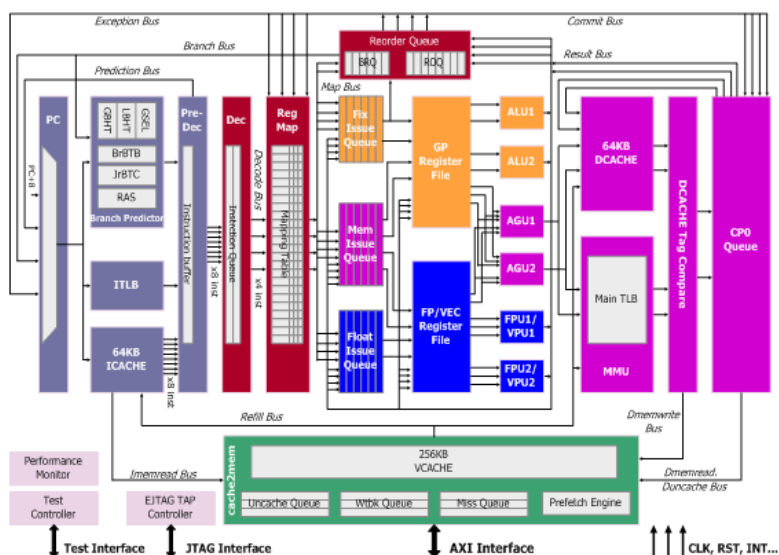 Exception Bus
Commit Bus
Reorder Queue
Branch Bus
BRQ
ROQ
Result Bus
Prediction Bus
Map Bus
PC
GBHT
LBHT
GSEL
Pre-
Dec
Dec
Reg
Map
Fix
Issue
Queue
GP
Register
File
ALU1
ALU2
64KB
DCACHE
DCACHE Tag Compare
CP0
Queue
BrBTB
JrBTC
RAS
Branch Predictor
PC+8
Instruction buffer
Instrction Queue
Decode Bus
Mapping Table
Mem
Issue
Queue
AGU1
AGU2
ITLB
x8 inst
x4 inst
FP/VEC
Register
File
Main TLB
MMU
64KB
ICACHE
x8 inst
Float
Issue
Queue
FPU1/
VPU1
FPU2/
VPU2
Refill Bus
Dmemwrite
Bus
cache2mem
256KB
VCACHE
Performance
Monitor
Imemread Bus
Dmemread.
Duncache Bus
Test
Controller
EJTAG TAP
Controller
Uncache Queue
Wtbk Queue
Miss Queue
Prefetch Engine
Test Interface
JTAG Interface
AXI Interface
CLK, RST, INT...